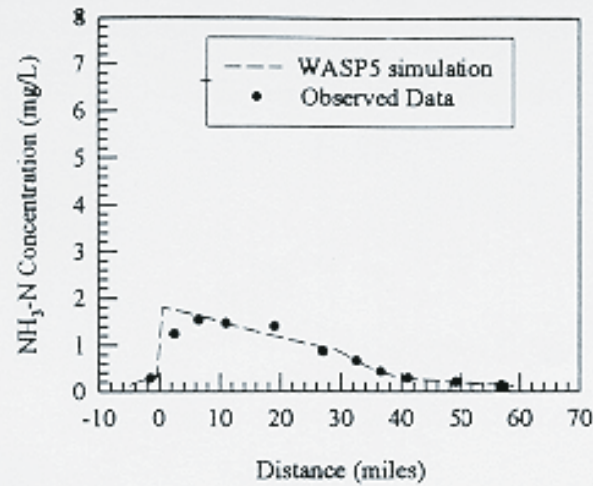 NH3-N Concentration (mg/L)
8
7
6
5
4
3
2
1
0
WASP5 simulation
Observed Data
-10 0 10 20 30 40 50 60 70
Distance (miles)